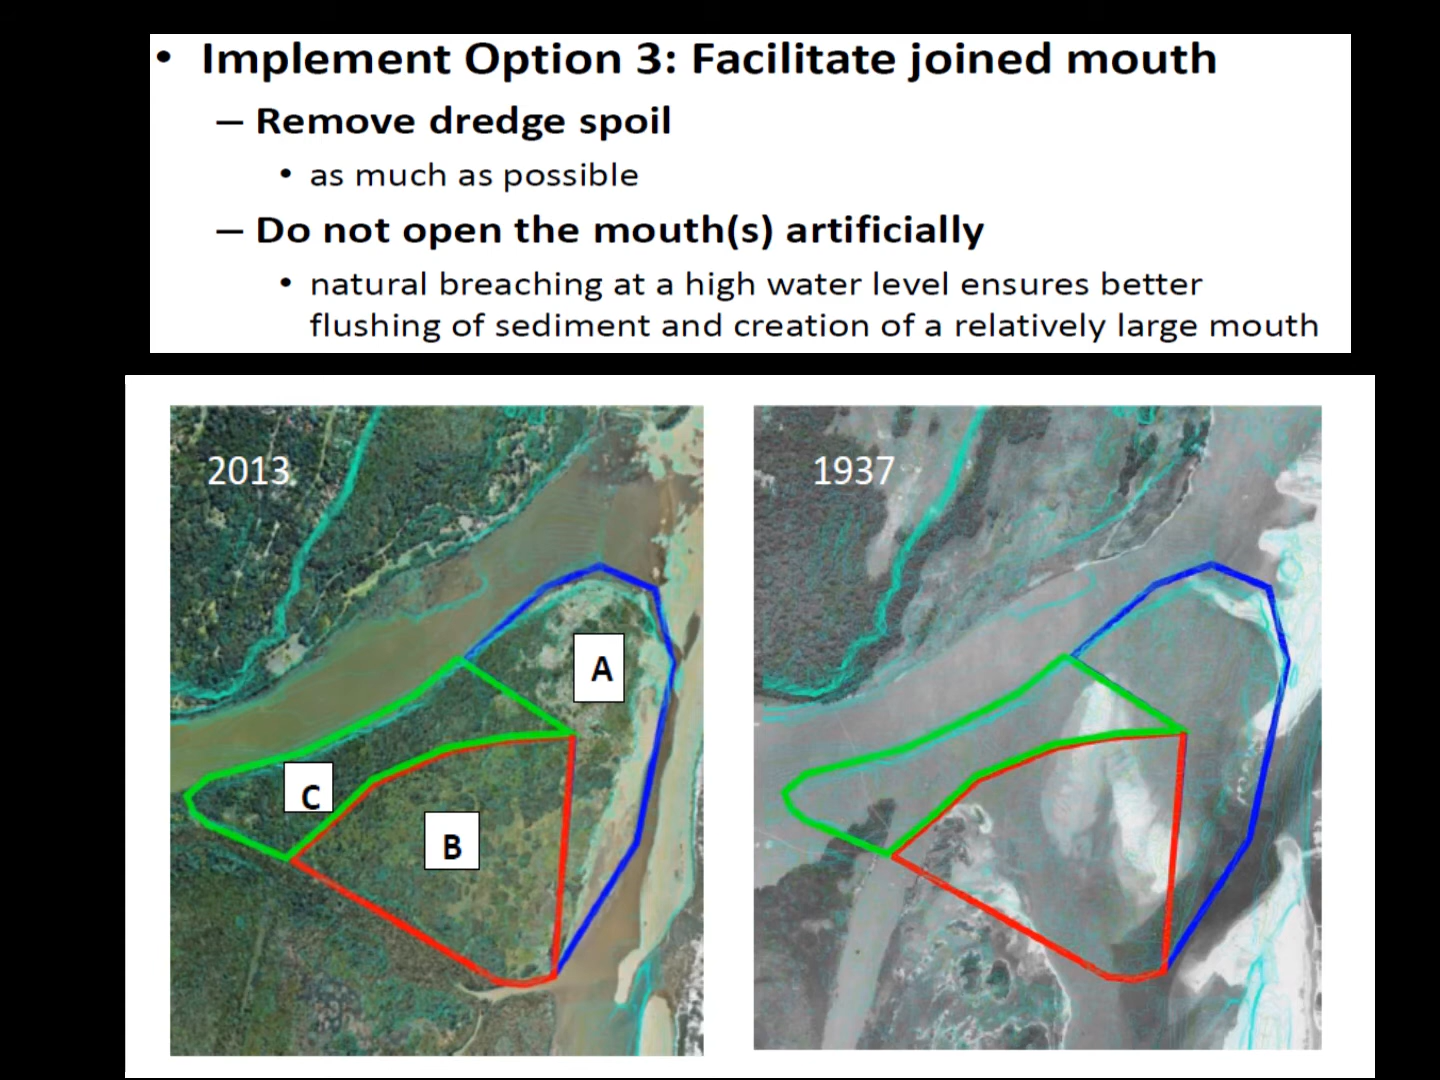 • Implement Option 3: Facilitate joined mouth
– Remove dredge spoil
• as much as possible
– Do not open the mouth(s) artificially
• natural breaching at a high water level ensures better
flushing of sediment and creation of a relatively large mouth
2013
1937
A
C
B